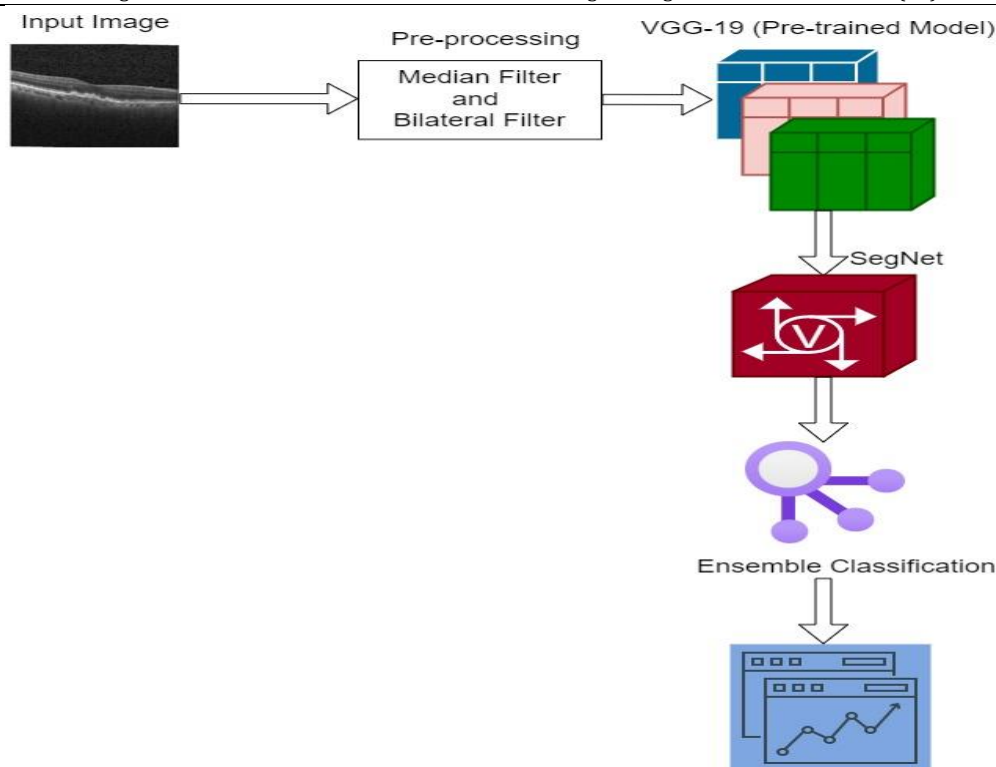 Input Image
Pre-processing
VGG-19 (Pre-trained Model)
Median Filter
and
Bilateral Filter
SegNet
V
Ensemble Classification